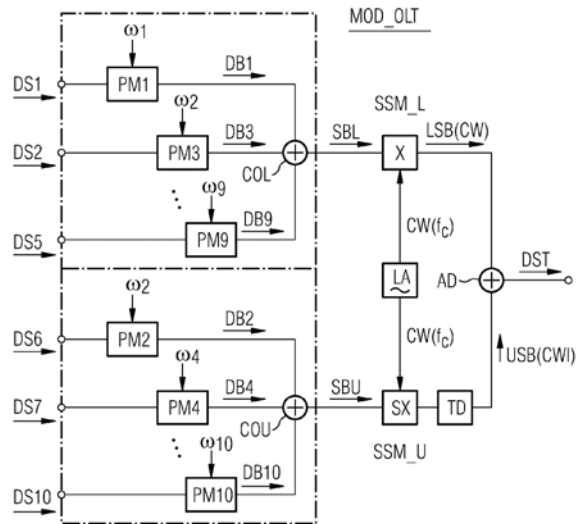 MOD_OLT
ω1
DS1 PM1 DB1
ω2
DS2 PM3 DB3 COL SBL SSM_L X LSB(CW)
ω9
DS5 PM9 DB9 CW(fC)
LA AD DST
ω2
DS6 PM2 DB2 CW(fC) USB(CWI)
ω4
DS7 PM4 DB4 COU SBU SX TD
SSM_U
ω10
DS10 PM10 DB10